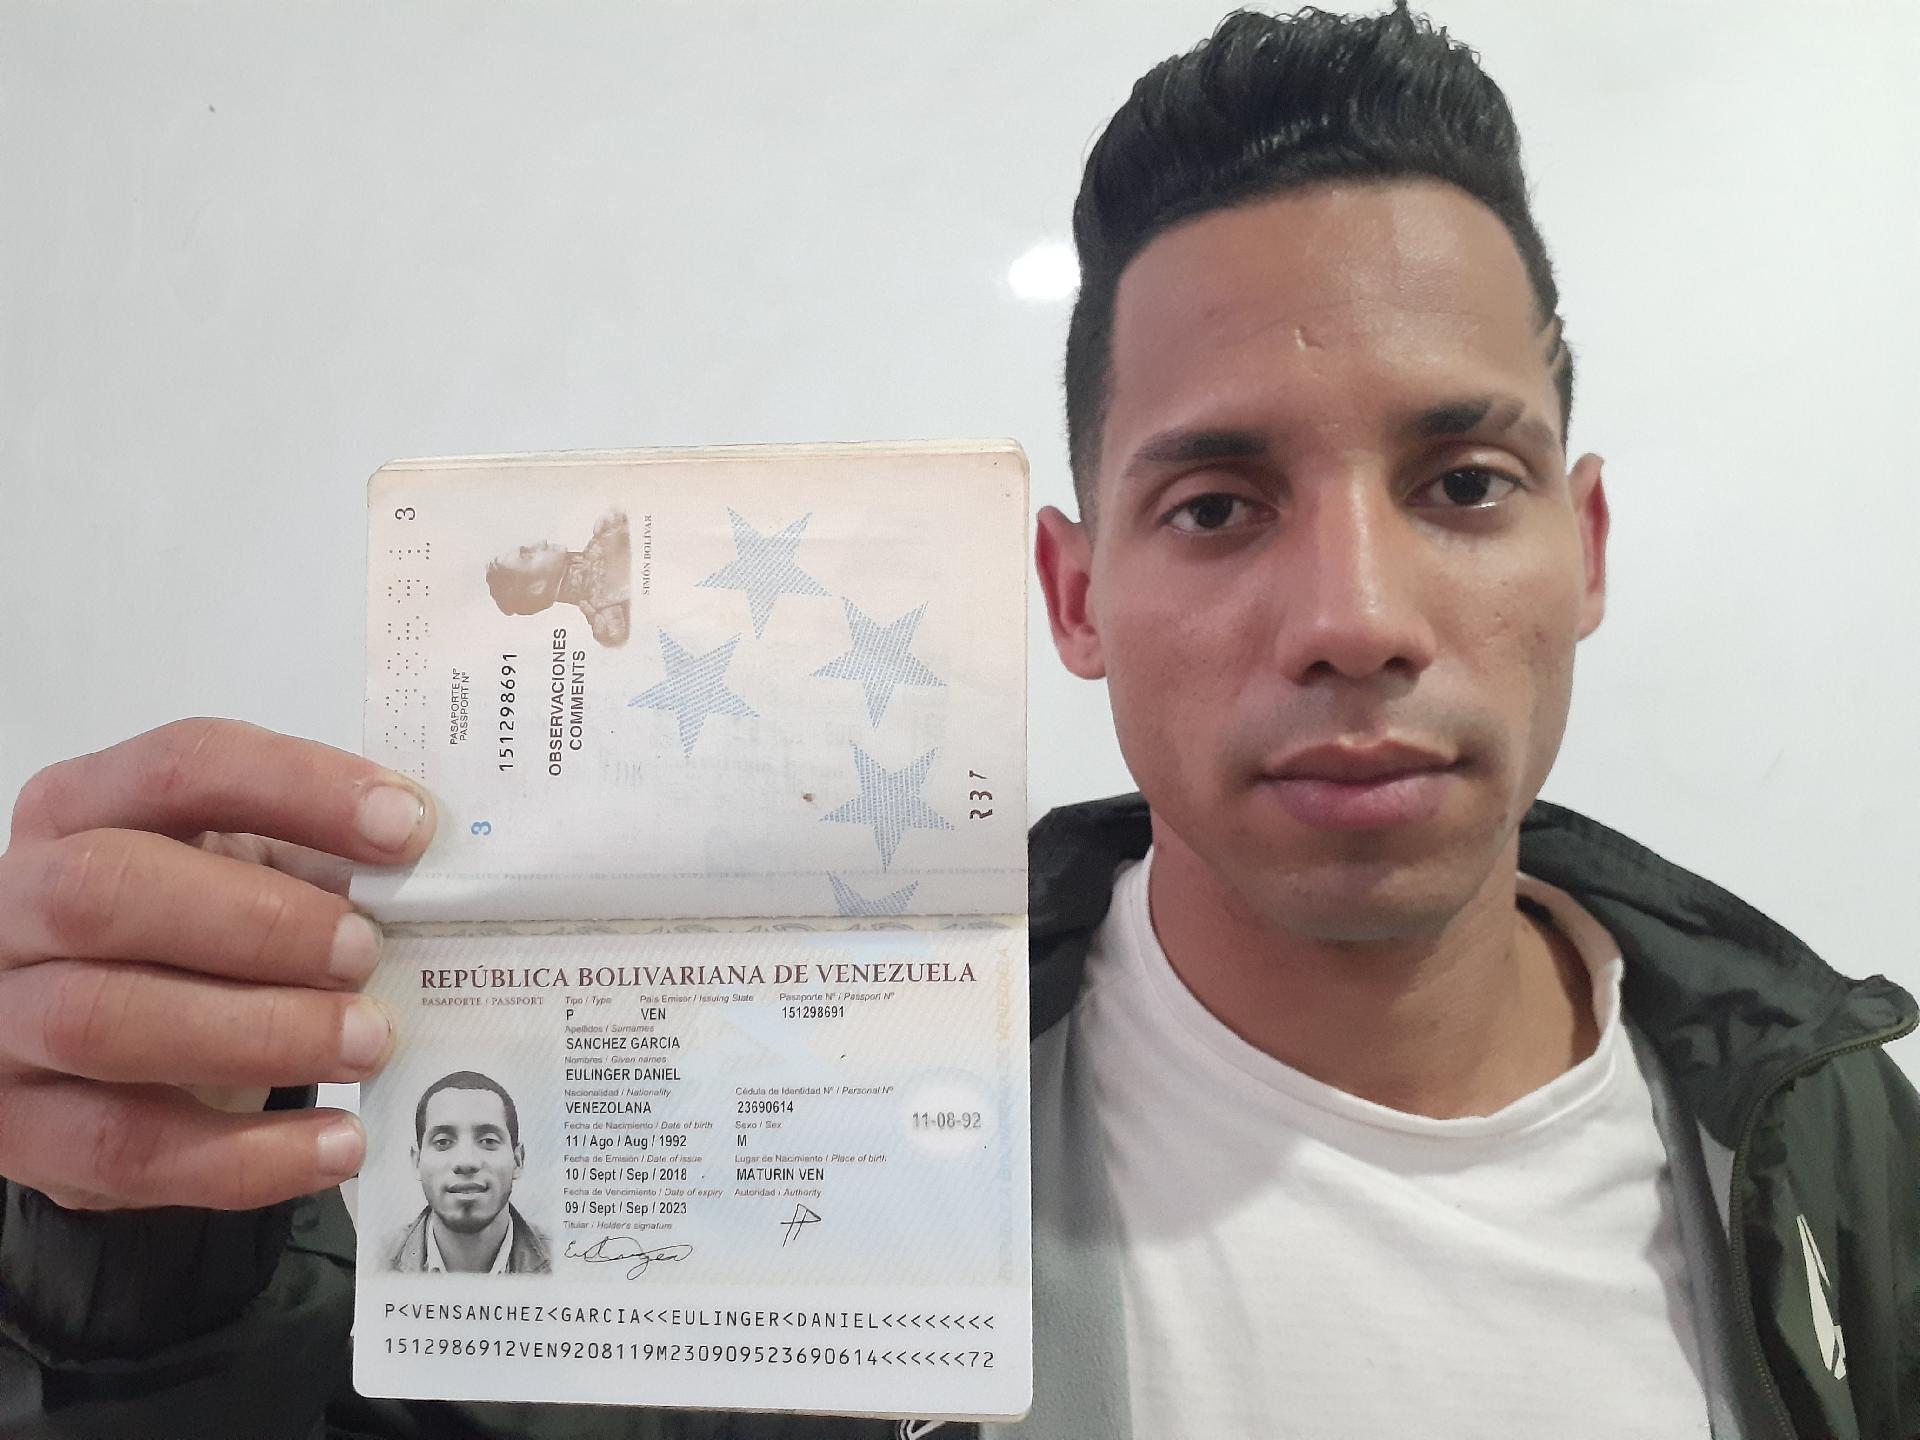 3
SIMÓN BOLÍVAR
PASAPORTE Nº
PASSPORT Nº
151298691
OBSERVACIONES
COMMENTS
3
R37
REPÚBLICA BOLIVARIANA DE VENEZUELA
PASAPORTE / PASSPORT Tipo / Type País Emisor / Issuing State Pasaporte Nº / Passport Nº
P VEN 151298691
Apellidos / Surnames
SANCHEZ GARCIA
Nombres / Given names
EULINGER DANIEL
Nacionalidad / Nationality Cédula de Identidad Nº / Personal Nº
VENEZOLANA 23690614
11-08-92
Fecha de Nacimiento / Date of birth Sexo / Sex
11 / Ago / Aug / 1992 M
Fecha de Emisión / Date of issue Lugar de Nacimiento / Place of birth
10 / Sept / Sep / 2018 MATURIN VEN
Fecha de Vencimiento / Date of expiry Autoridad / Authority
09 / Sept / Sep / 2023
Titular / Holder's signature
P<VENSANCHEZ<GARCIA<<EULINGER<DANIEL<<<<<<<<
1512986912VEN9208119M230909523690614<<<<<<72